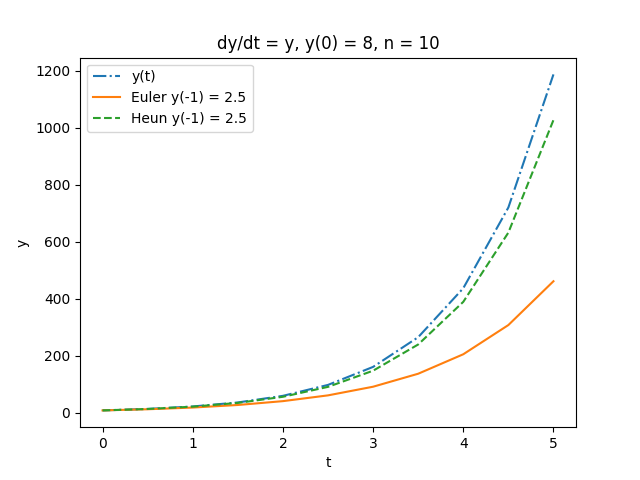 dy/dt = y, y(0) = 8, n = 10
y(t)
Euler y(-1) = 2.5
Heun y(-1) = 2.5
1200
1000
800
600
400
200
0
y
0 1 2 3 4 5
t